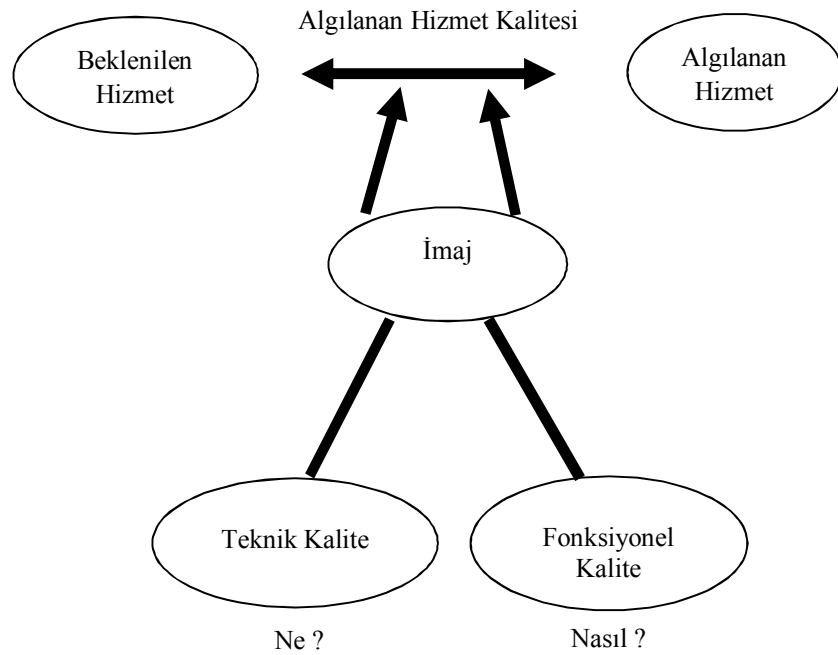 Algılanan Hizmet Kalitesi
Beklenilen
Hizmet
Algılanan
Hizmet
İmaj
Teknik Kalite
Fonksiyonel
Kalite
Ne ?
Nasıl ?